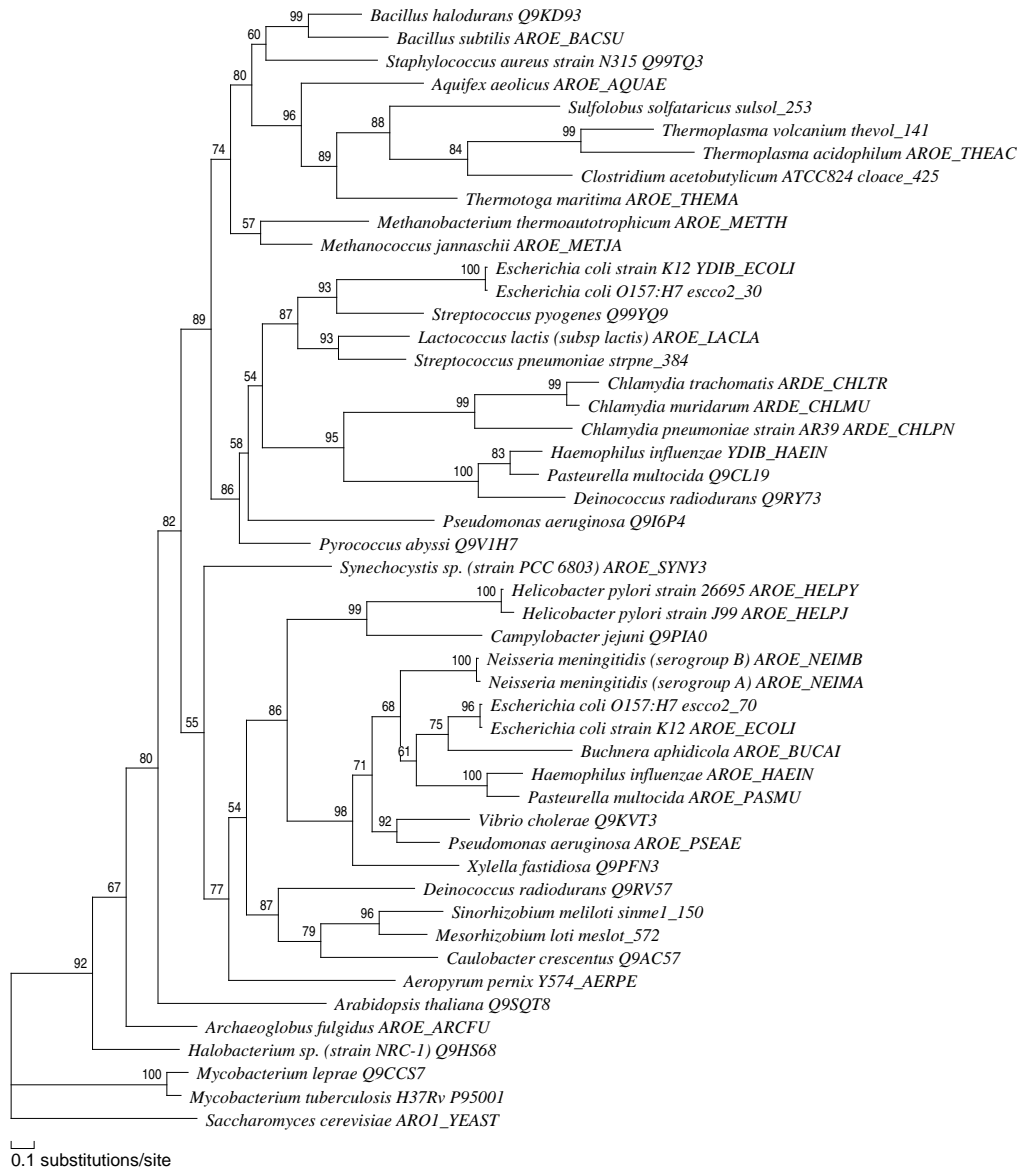 99 Bacillus halodurans Q9KD93
Bacillus subtilis AROE_BACSU
60
Staphylococcus aureus strain N315 Q99TQ3
80
Aquifex aeolicus AROE_AQUAE
96
Sulfolobus solfataricus sulsol_253
88
99 Thermoplasma volcanium thevol_141
Thermoplasma acidophilum AROE_THEAC
74
89
84
Clostridium acetobutylicum ATCC824 cloace_425
Thermotoga maritima AROE_THEMA
57 Methanobacterium thermoautotrophicum AROE_METTH
Methanococcus jannaschii AROE_METJA
100 Escherichia coli strain K12 YDIB_ECOLI
93
Escherichia coli O157:H7 escco2_30
89
87
Streptococcus pyogenes Q99YQ9
93 Lactococcus lactis (subsp lactis) AROE_LACLA
Streptococcus pneumoniae strpne_384
54
99 Chlamydia trachomatis ARDE_CHLTR
99
Chlamydia muridarum ARDE_CHLMU
Chlamydia pneumoniae strain AR39 ARDE_CHLPN
58
95
83 Haemophilus influenzae YDIB_HAEIN
100
Pasteurella multocida Q9CL19
86
Deinococcus radiodurans Q9RY73
82
Pseudomonas aeruginosa Q9I6P4
Pyrococcus abyssi Q9V1H7
Synechocystis sp. (strain PCC 6803) AROE_SYNY3
100 Helicobacter pylori strain 26695 AROE_HELPY
99
Helicobacter pylori strain J99 AROE_HELPJ
Campylobacter jejuni Q9PIA0
100 Neisseria meningitidis (serogroup B) AROE_NEIMB
Neisseria meningitidis (serogroup A) AROE_NEIMA
86
68
96 Escherichia coli O157:H7 escco2_70
55
75
Escherichia coli strain K12 AROE_ECOLI
61
Buchnera aphidicola AROE_BUCAI
80
71
100 Haemophilus influenzae AROE_HAEIN
Pasteurella multocida AROE_PASMU
54
98
92 Vibrio cholerae Q9KVT3
Pseudomonas aeruginosa AROE_PSEAE
Xylella fastidiosa Q9PFN3
67
77
Deinococcus radiodurans Q9RV57
87
96 Sinorhizobium meliloti sinme1_150
79
Mesorhizobium loti meslot_572
Caulobacter crescentus Q9AC57
92
Aeropyrum pernix Y574_AERPE
Arabidopsis thaliana Q9SQT8
Archaeoglobus fulgidus AROE_ARCFU
Halobacterium sp. (strain NRC-1) Q9HS68
100 Mycobacterium leprae Q9CCS7
Mycobacterium tuberculosis H37Rv P95001
Saccharomyces cerevisiae ARO1_YEAST
0.1 substitutions/site